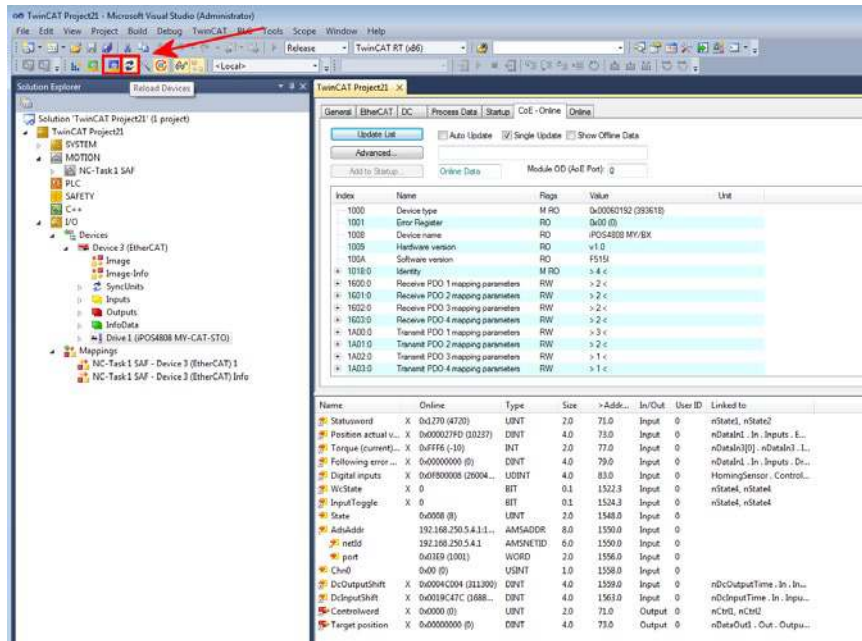 TwinCAT Project21 - Microsoft Visual Studio (Administrator)
File Edit View Project Build Debug TwinCAT PLC Tools Scope Window Help
Release TwinCAT RT (x86)
<Local>
Reload Devices
Solution Explorer
Solution 'TwinCAT Project21' (1 project)
TwinCAT Project21
SYSTEM
MOTION
NC-Task 1 SAF
PLC
SAFETY
C++
I/O
Devices
Device 3 (EtherCAT)
Image
Image-Info
SyncUnits
Inputs
Outputs
InfoData
Drive 1 (iPOS4808 MY-CAT-STO)
Mappings
NC-Task 1 SAF - Device 3 (EtherCAT) 1
NC-Task 1 SAF - Device 3 (EtherCAT) Info
TwinCAT Project21
General EtherCAT DC Process Data Startup CoE - Online Online
Update List Auto Update Single Update Show Offline Data
Advanced...
Add to Startup... Online Data Module OD (AoE Port): 0
Index Name Flags Value Unit
1000 Device type M RO 0x00060192 (393618)
1001 Error Register RO 0x00 (0)
1008 Device name RO iPOS4808 MY/BX
1009 Hardware version RO v1.0
100A Software version RO F515I
1018:0 Identity M RO > 4 <
1600:0 Receive PDO 1 mapping parameters RW > 2 <
1601:0 Receive PDO 2 mapping parameters RW > 2 <
1602:0 Receive PDO 3 mapping parameters RW > 2 <
1603:0 Receive PDO 4 mapping parameters RW > 2 <
1A00:0 Transmit PDO 1 mapping parameters RW > 3 <
1A01:0 Transmit PDO 2 mapping parameters RW > 2 <
1A02:0 Transmit PDO 3 mapping parameters RW > 1 <
1A03:0 Transmit PDO 4 mapping parameters RW > 1 <
Name Online Type Size >Addr... In/Out User ID Linked to
Statusword X 0x1270 (4720) UINT 2.0 71.0 Input 0 nState1, nState2
Position actual v... X 0x000027FD (10237) DINT 4.0 73.0 Input 0 nDataIn1 . In . Inputs . E...
Torque (current)... X 0xFFF6 (-10) INT 2.0 77.0 Input 0 nDataIn3[0] . nDataIn3 . I...
Following error ... X 0x00000000 (0) DINT 4.0 79.0 Input 0 nDataIn1 . In . Inputs . Dr...
Digital inputs X 0x0F800008 (26004... UDINT 4.0 83.0 Input 0 HomingSensor . Control...
WcState X 0 BIT 0.1 1522.3 Input 0 nState4, nState4
InputToggle X 0 BIT 0.1 1524.3 Input 0 nState4, nState4
State 0x0008 (8) UINT 2.0 1548.0 Input 0
AdsAddr 192.168.250.5.4.1:1... AMSADDR 8.0 1550.0 Input 0
netId 192.168.250.5.4.1 AMSNETID 6.0 1550.0 Input 0
port 0x03E9 (1001) WORD 2.0 1556.0 Input 0
Chn0 0x00 (0) USINT 1.0 1558.0 Input 0
DcOutputShift X 0x0004C004 (311300) DINT 4.0 1559.0 Input 0 nDcOutputTime . In . In...
DcInputShift X 0x0019C47C (1688... DINT 4.0 1563.0 Input 0 nDcInputTime . In . Inpu...
Controlword X 0x0000 (0) UINT 2.0 71.0 Output 0 nCtrl1, nCtrl2
Target position X 0x00000000 (0) DINT 4.0 73.0 Output 0 nDataOut1 . Out . Outpu...